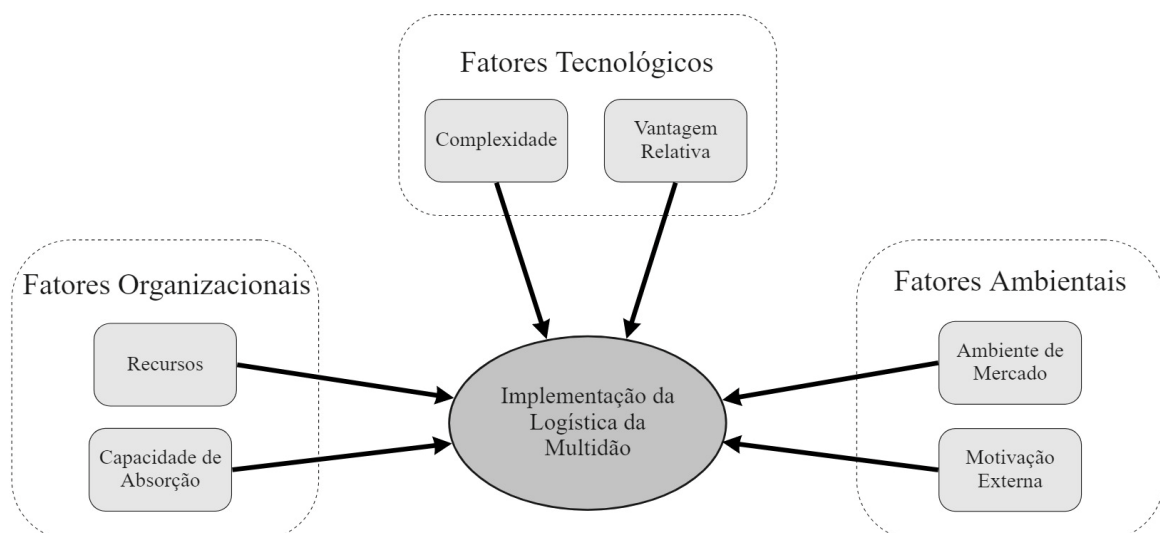 Fatores Tecnológicos
Complexidade
Vantagem
Relativa
Fatores Organizacionais
Recursos
Capacidade de
Absorção
Implementação da
Logística da
Multidão
Fatores Ambientais
Ambiente de
Mercado
Motivação
Externa